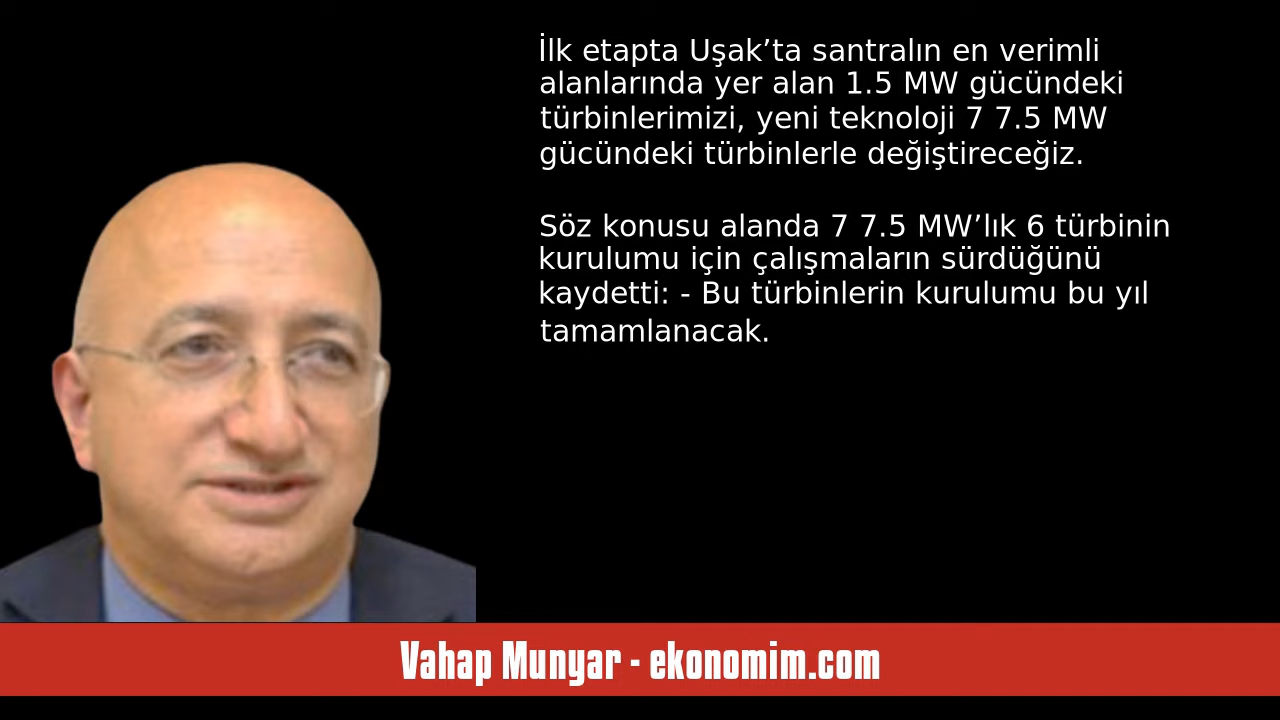 İlk etapta Uşak’ta santralın en verimli
alanlarında yer alan 1.5 MW gücündeki
türbinlerimizi, yeni teknoloji 7 7.5 MW
gücündeki türbinlerle değiştireceğiz.
Söz konusu alanda 7 7.5 MW’lık 6 türbinin
kurulumu için çalışmaların sürdüğünü
kaydetti: - Bu türbinlerin kurulumu bu yıl
tamamlanacak.
Vahap Munyar - ekonomim.com